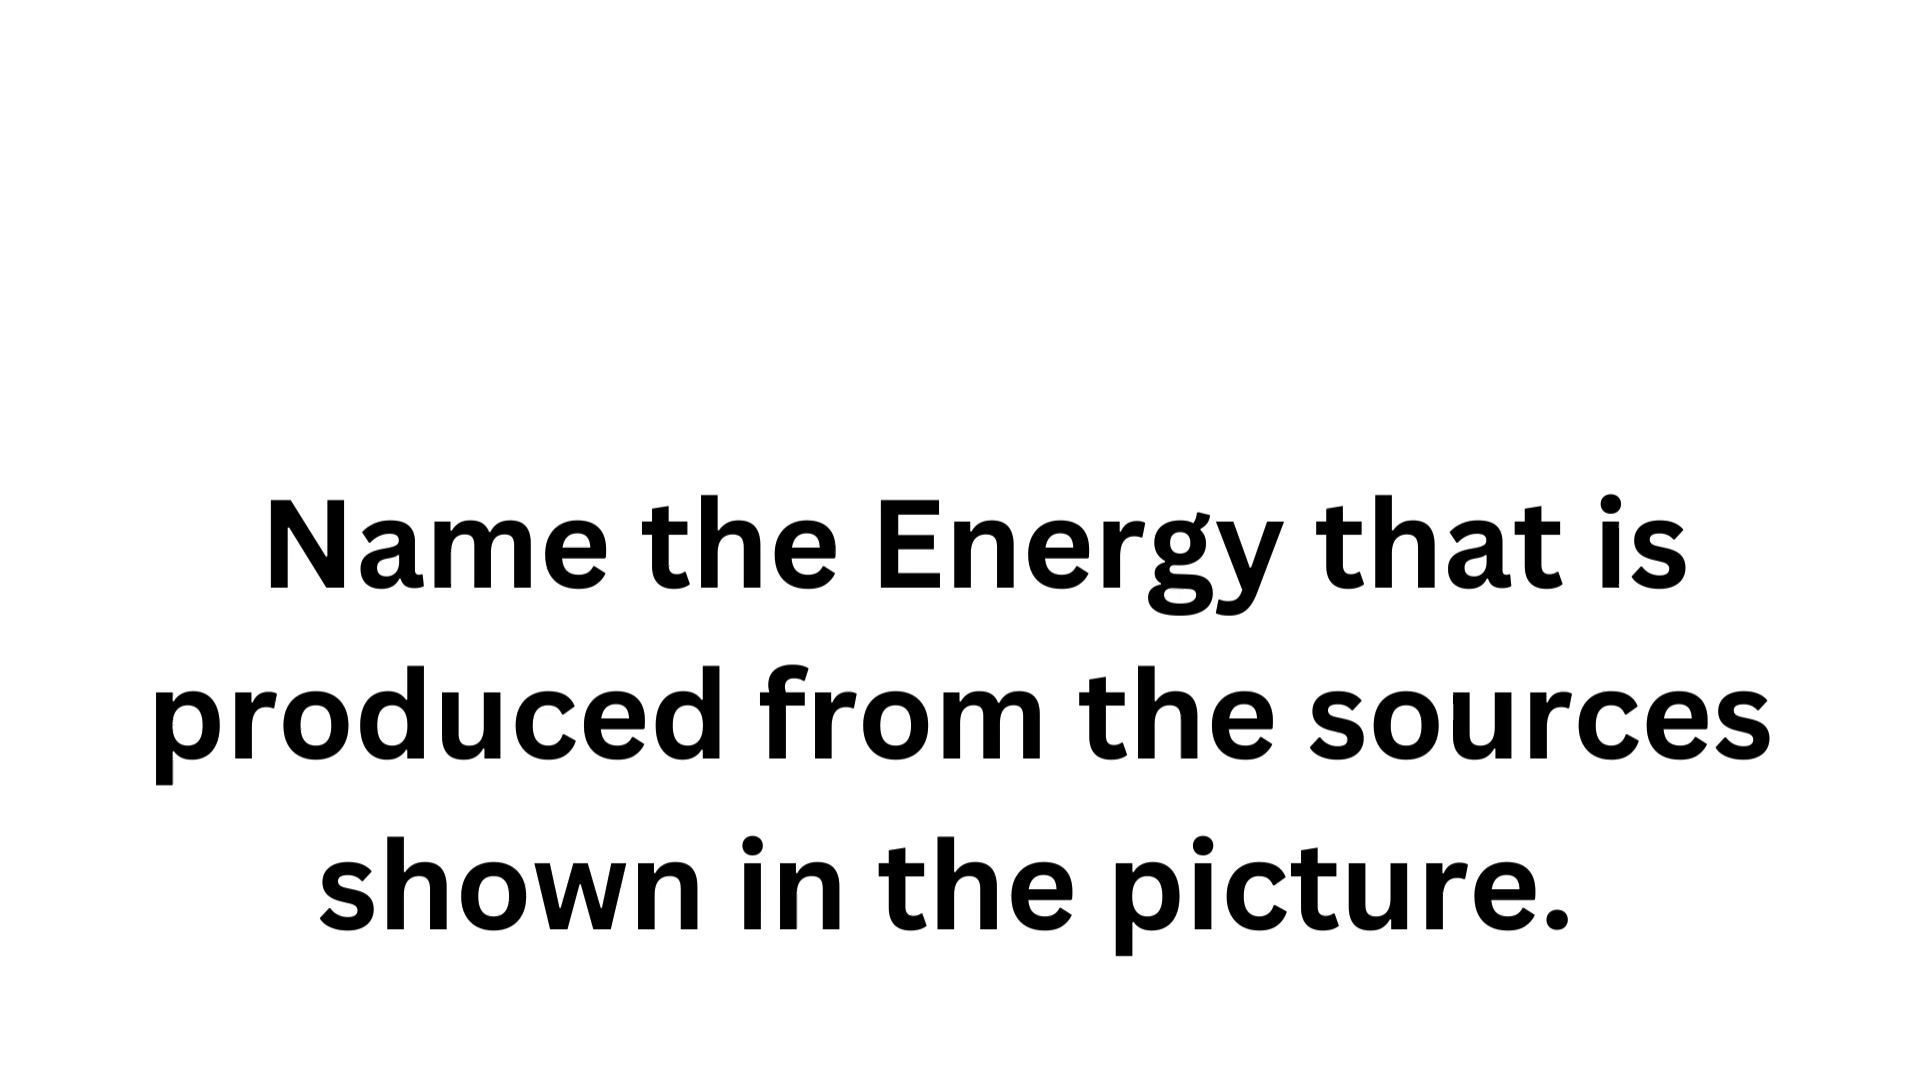 Name the Energy that is
produced from the sources
shown in the picture.